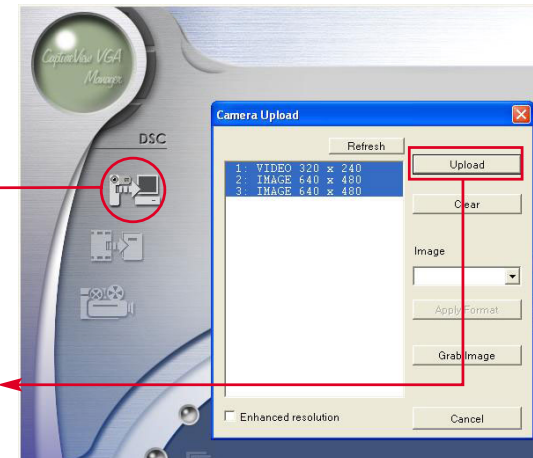 CaptureView VGA
Manager
DSC
Camera Upload
Refresh
1: VIDEO 320 x 240
2: IMAGE 640 x 480
3: IMAGE 640 x 480
Upload
Clear
Image
Apply Format
Grab Image
Enhanced resolution
Cancel